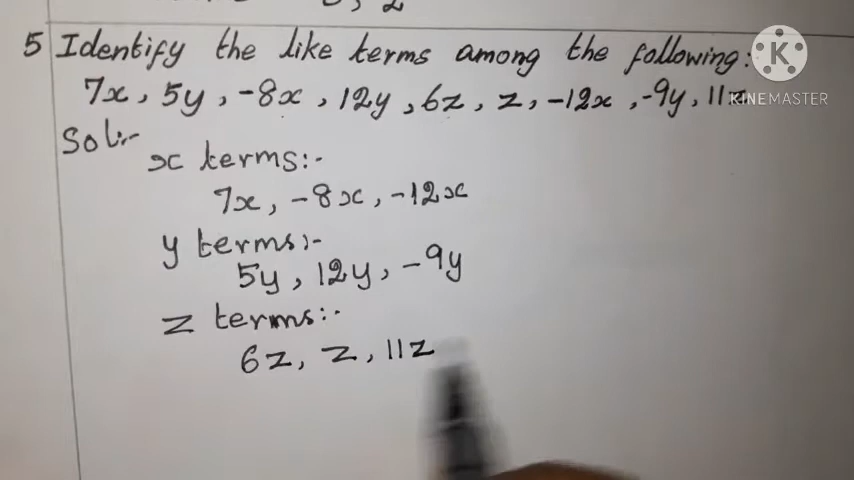 5 Identify the like terms among the following:
7x, 5y, -8x, 12y, 6z, z, -12x, -9y, 11z
KINEMASTER
Sol:-
x terms:-
7x, -8x, -12x
y terms:-
5y, 12y, -9y
z terms:-
6z, z, 11z